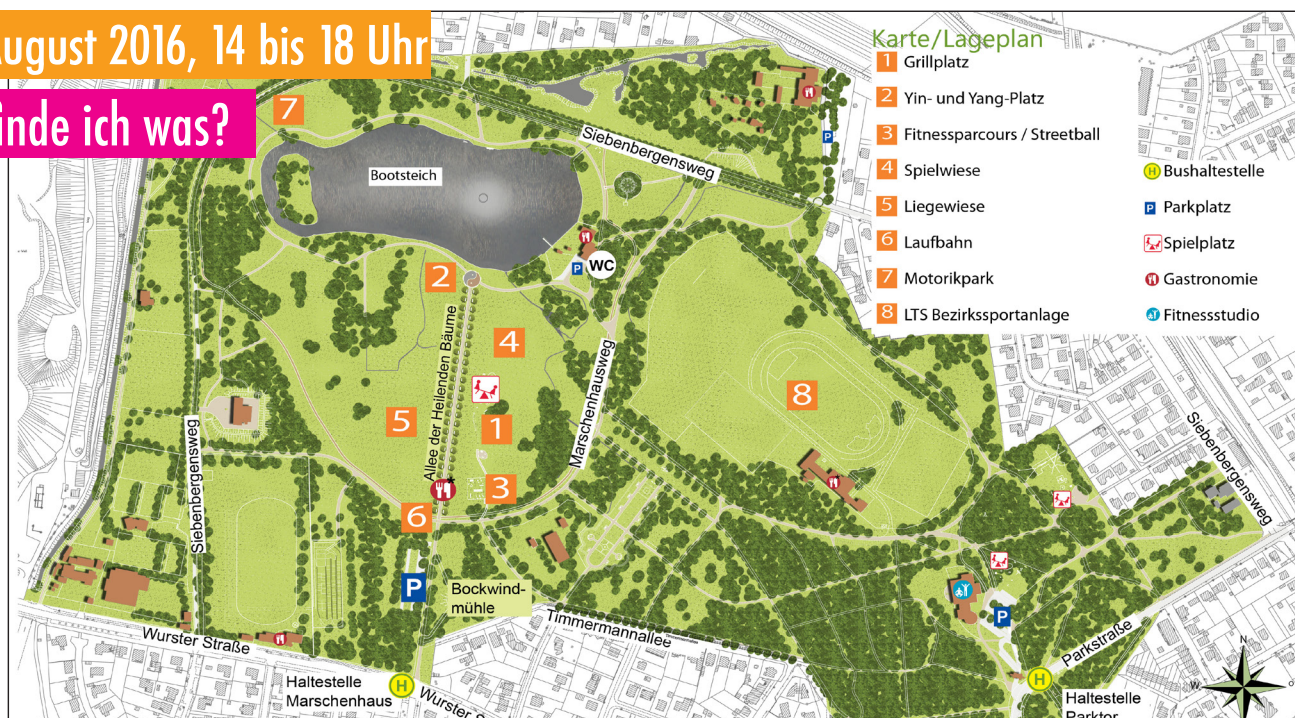 August 2016, 14 bis 18 Uhr
finde ich was?
Karte/Lageplan
1 Grillplatz
2 Yin- und Yang-Platz
3 Fitnessparcours / Streetball
4 Spielwiese
5 Liegewiese
6 Laufbahn
7 Motorikpark
8 LTS Bezirkssportanlage
H Bushaltestelle
P Parkplatz
Spielplatz
Gastronomie
Fitnessstudio
7
Bootsteich
Siebenbergensweg
P
2
P
WC
4
Allee der Heilenden Bäume
Marschenhausweg
8
5
1
*
3
6
Siebenbergensweg
Siebenbergensweg
P
Bockwind-
mühle
Timmermannallee
P
Parkstraße
Wurster Straße
Haltestelle
Marschenhaus
H
Wurster
H
Haltestelle
Parktor
N
W
O